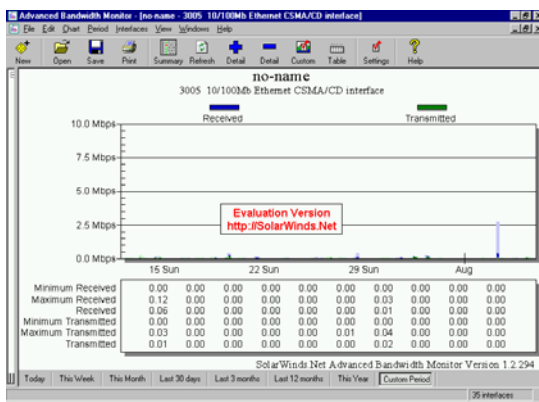 Advanced Bandwidth Monitor - [no-name - 3005 10/100Mb Ethernet CSMA/CD interface]
File Edit Chart Period Interfaces View Windows Help
New Open Save Print Summary Refresh Detail Detail Custom Table Settings Help
no-name
3005 10/100Mb Ethernet CSMA/CD interface
Received Transmitted
10.0 Mbps
7.5 Mbps
5.0 Mbps
Evaluation Version
http://SolarWinds.Net
2.5 Mbps
0.0 Mbps
15 Sun 22 Sun 29 Sun Aug
Minimum Received 0.00 0.00 0.00 0.00 0.00 0.00 0.00 0.00 0.00 0.00
Maximum Received 0.12 0.00 0.00 0.00 0.00 0.00 0.03 0.00 0.00 0.00
Received 0.06 0.00 0.00 0.00 0.00 0.00 0.01 0.00 0.00 0.00
Minimum Transmitted 0.00 0.00 0.00 0.00 0.00 0.00 0.00 0.00 0.00 0.00
Maximum Transmitted 0.03 0.00 0.00 0.00 0.00 0.01 0.04 0.00 0.00 0.00
Transmitted 0.01 0.00 0.00 0.00 0.00 0.00 0.02 0.00 0.00 0.00
SolarWinds.Net Advanced Bandwidth Monitor Version 1.2.294
Today This Week This Month Last 30 days Last 3 months Last 12 months This Year Custom Period
35 interfaces